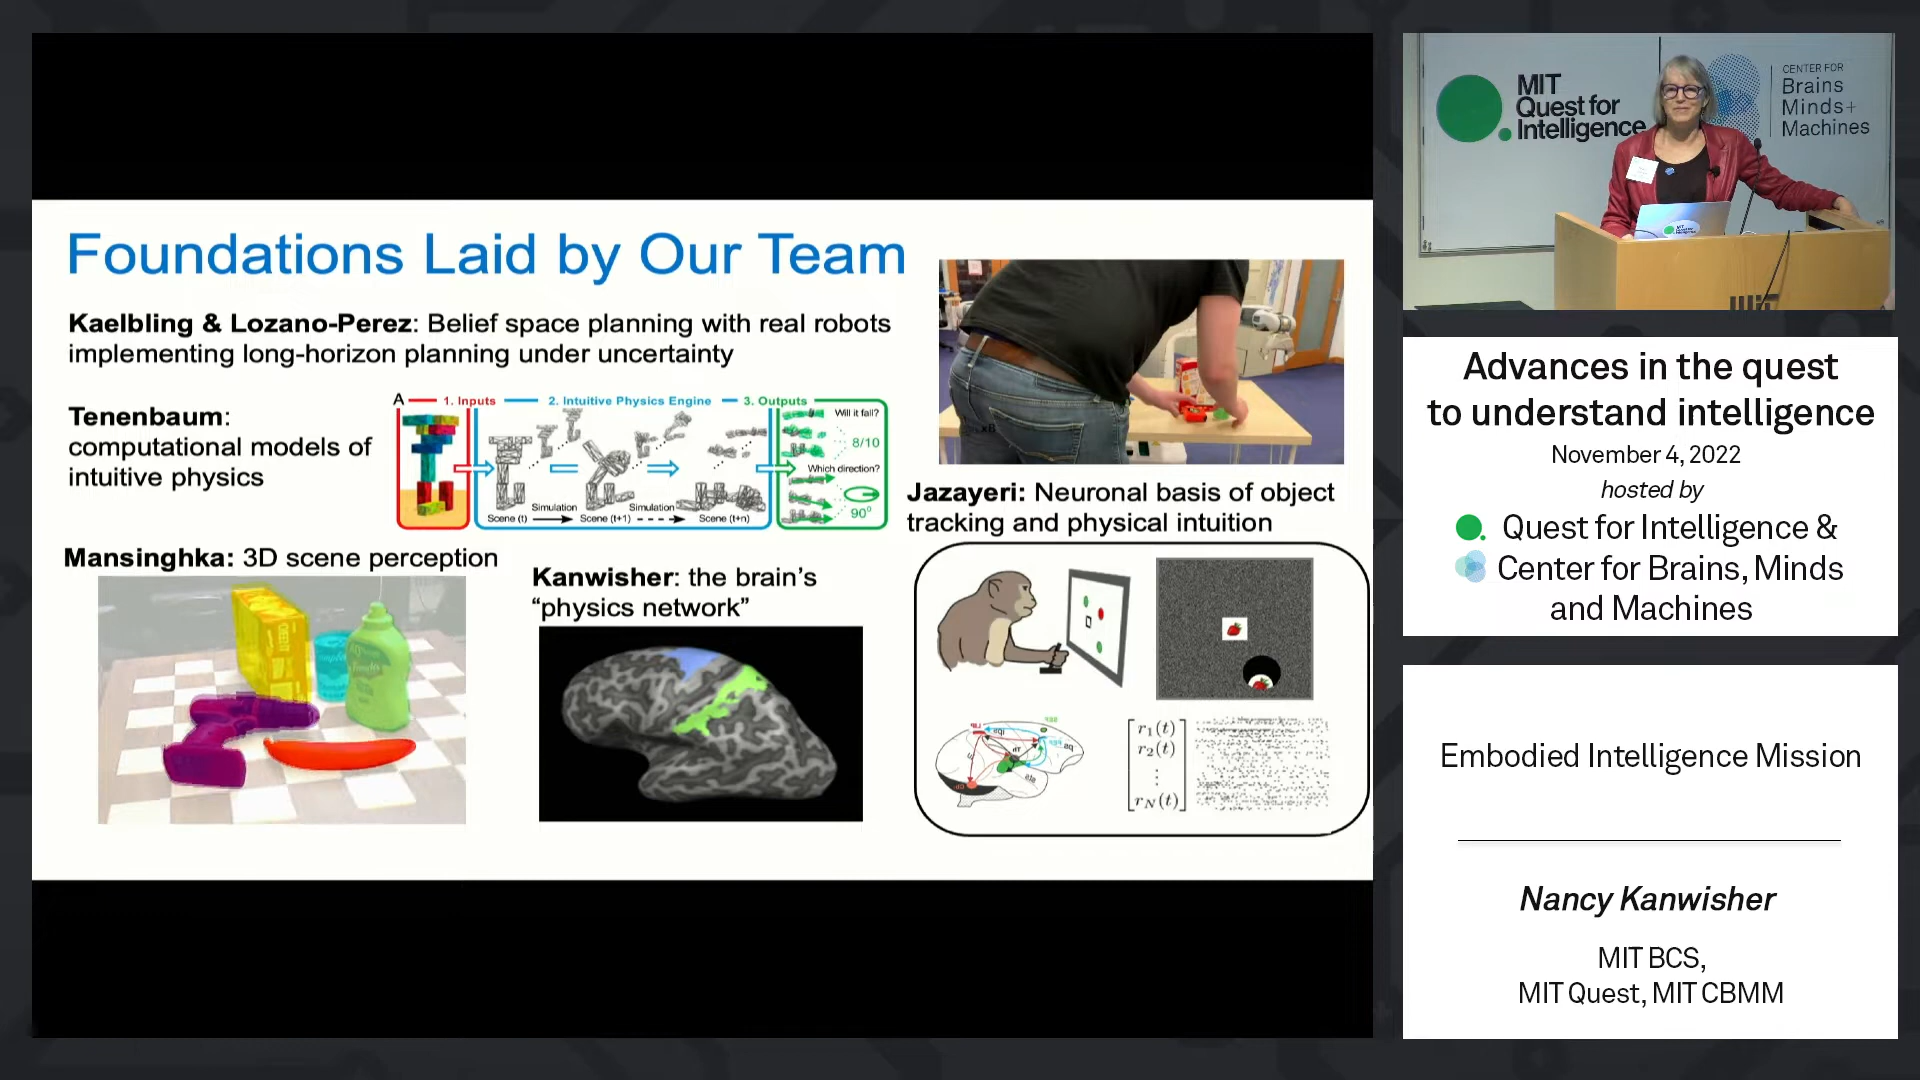 Foundations Laid by Our Team
Kaelbling & Lozano-Perez: Belief space planning with real robots
implementing long-horizon planning under uncertainty
Tenenbaum:
computational models of
intuitive physics
A
1. Inputs
2. Intuitive Physics Engine
3. Outputs
Will it fall?
8/10
Which direction?
90°
Simulation
Simulation
Scene (t)
Scene (t+1)
Scene (t+n)
Mansinghka: 3D scene perception
Kanwisher: the brain's
"physics network"
Jazayeri: Neuronal basis of object
tracking and physical intuition
r1(t)
r2(t)
⋮
rN(t)
MIT
Quest for
Intelligence
CENTER FOR
Brains
Minds+
Machines
Advances in the quest
to understand intelligence
November 4, 2022
hosted by
Quest for Intelligence &
Center for Brains, Minds
and Machines
Embodied Intelligence Mission
Nancy Kanwisher
MIT BCS,
MIT Quest, MIT CBMM